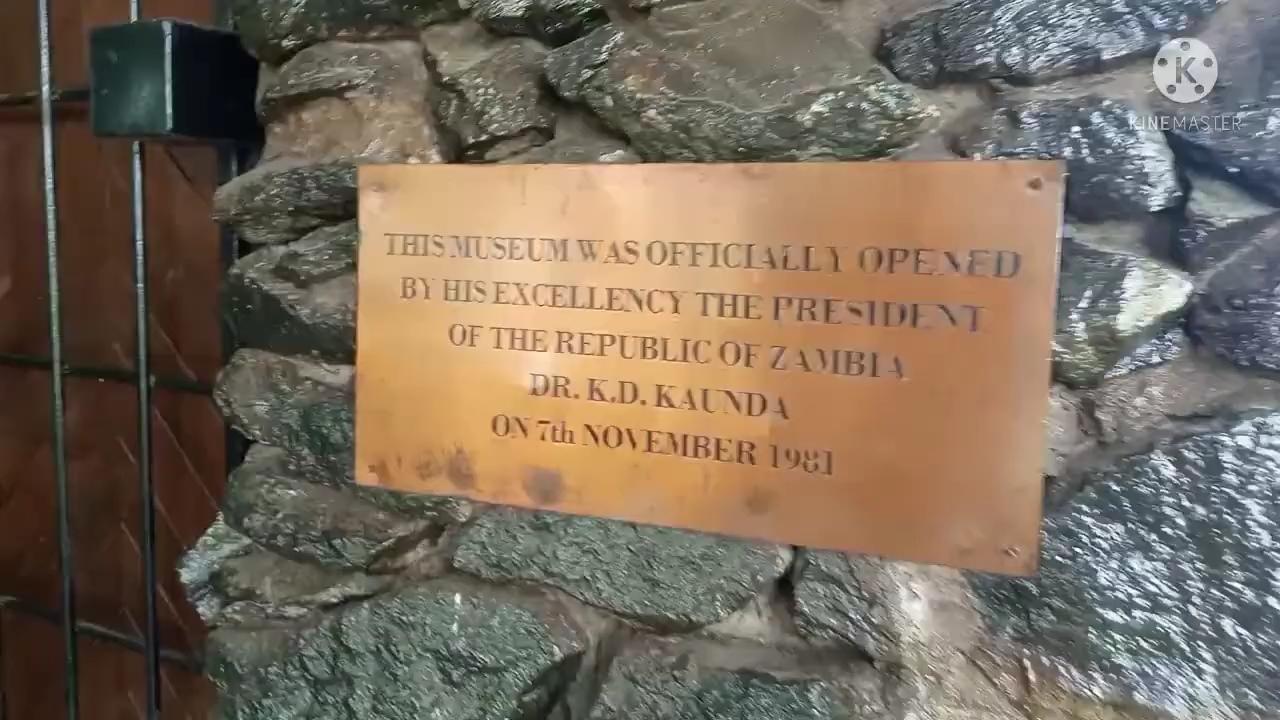 THIS MUSEUM WAS OFFICIALLY OPENED
BY HIS EXCELLENCY THE PRESIDENT
OF THE REPUBLIC OF ZAMBIA
DR. K.D. KAUNDA
ON 7th NOVEMBER 1981
K
KINEMASTER